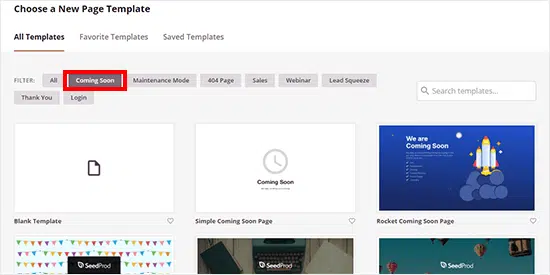 Choose a New Page Template
All Templates Favorite Templates Saved Templates
FILTER: All Coming Soon Maintenance Mode 404 Page Sales Webinar Lead Squeeze
Thank You Login
Search templates...
Coming Soon
We are
Coming Soon
Blank Template Simple Coming Soon Page Rocket Coming Soon Page
SeedProd SeedProd SeedProd